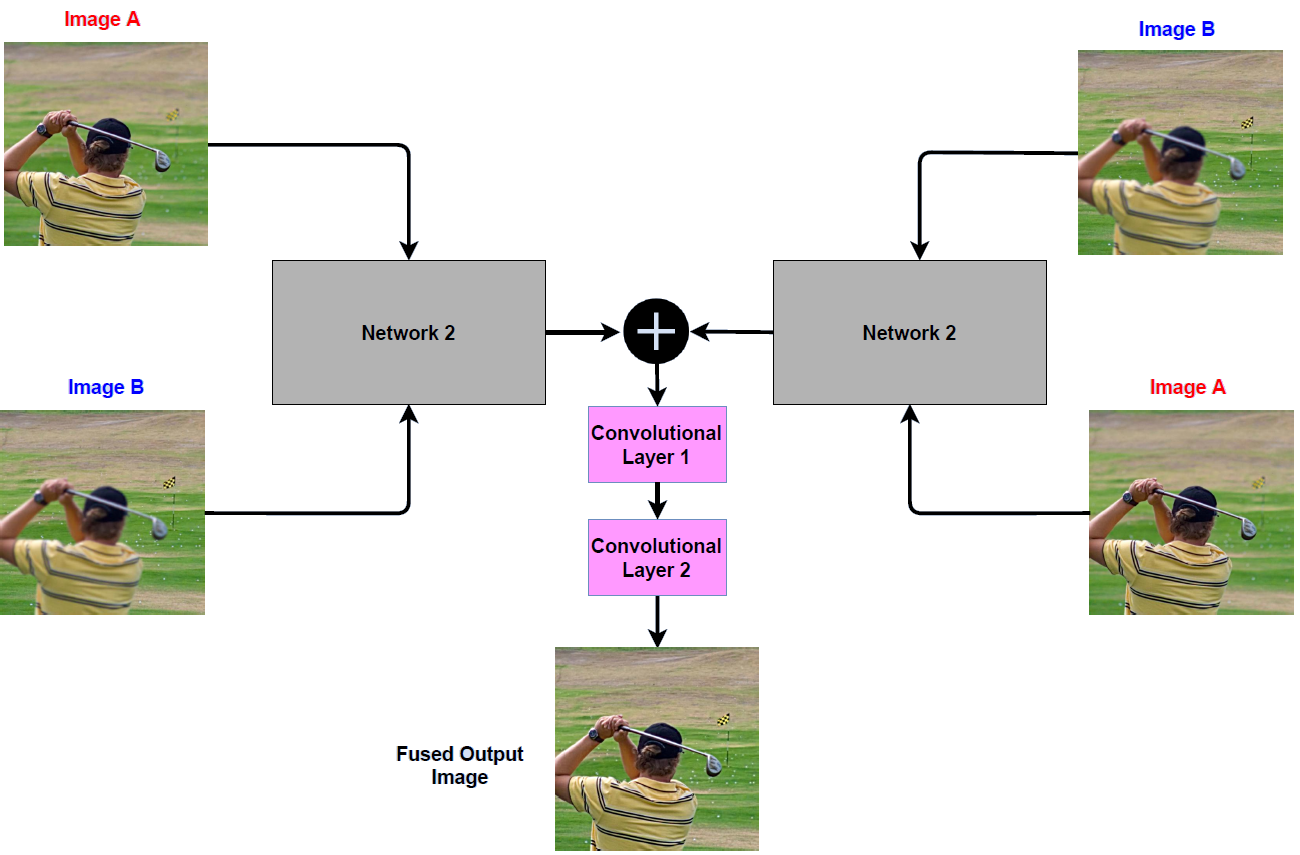 Image A
Image B
Network 2
Network 2
Image B
Image A
Convolutional
Layer 1
Convolutional
Layer 2
Fused Output
Image